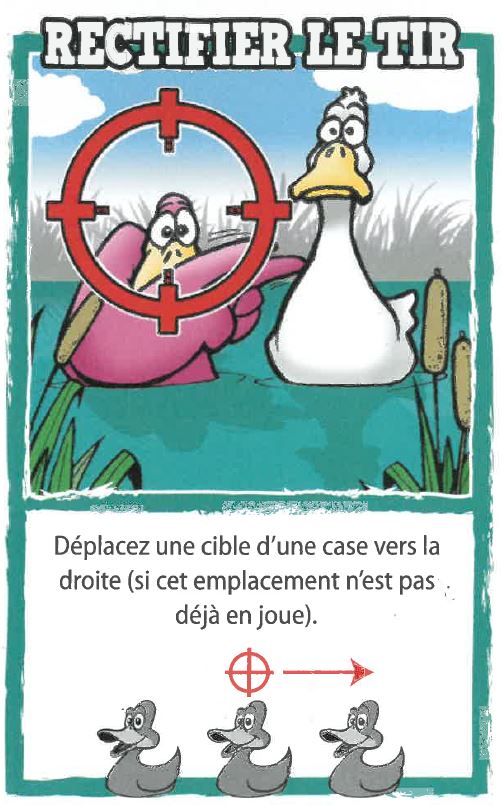 RECTIFIER LE TIR
Déplacez une cible d'une case vers la
droite (si cet emplacement n'est pas
déjà en joue).